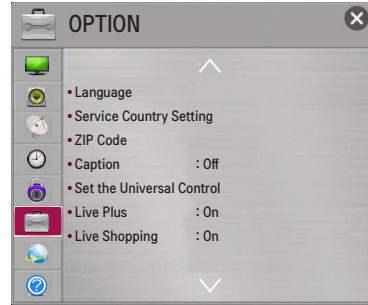 OPTION
• Language
• Service Country Setting
• ZIP Code
• Caption : Off
• Set the Universal Control
• Live Plus : On
• Live Shopping : On